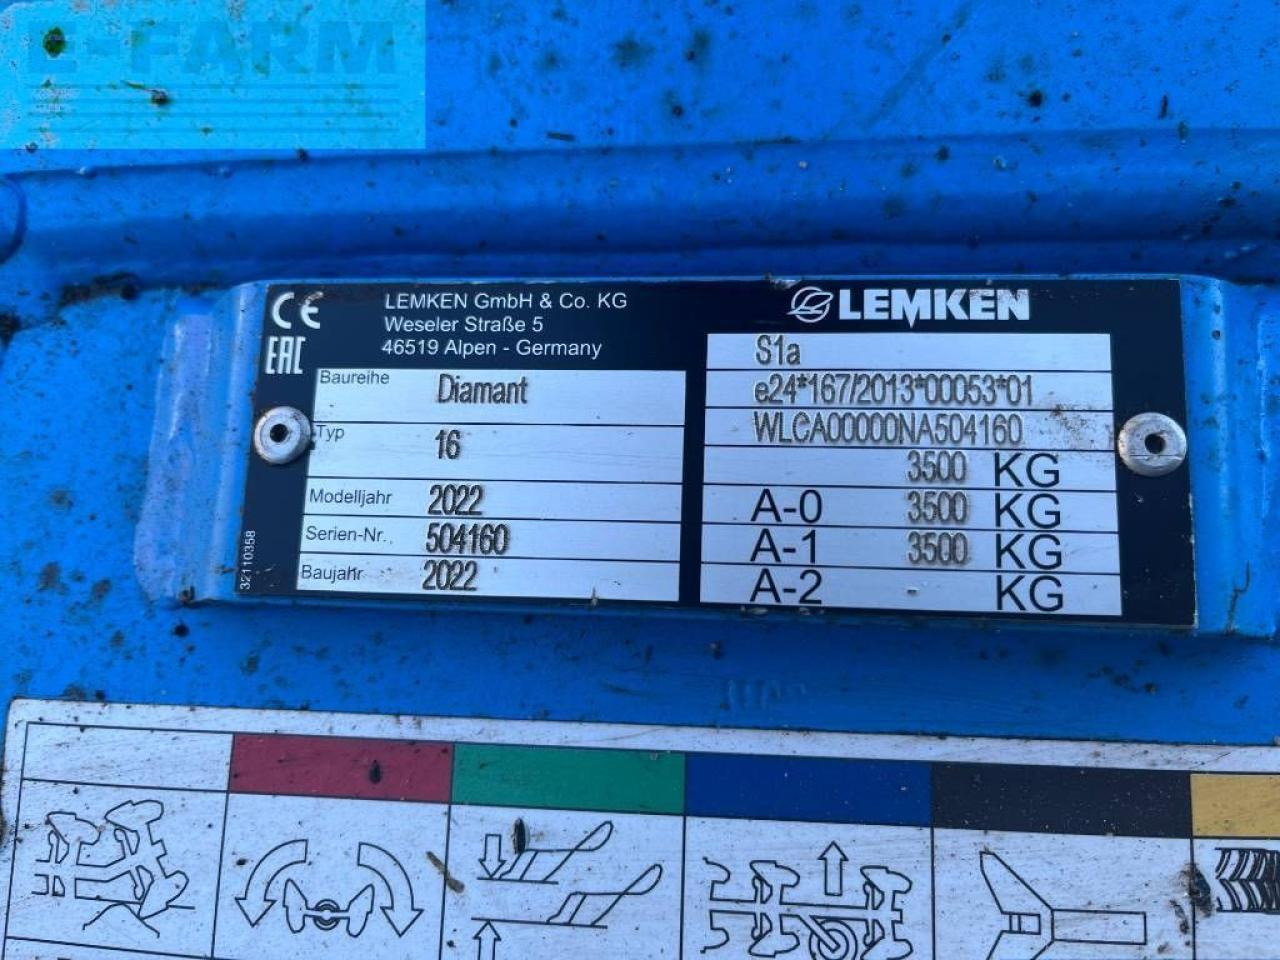 E-FARM
CE
EAC
LEMKEN GmbH & Co. KG
Weseler Straße 5
46519 Alpen - Germany
LEMKEN
Baureihe Diamant
Typ 16
Modelljahr 2022
Serien-Nr. 504160
Baujahr 2022
32110358
S1a
e24*167/2013*00053*01
WLCA00000NA504160
3500 KG
A-0 3500 KG
A-1 3500 KG
A-2 - KG